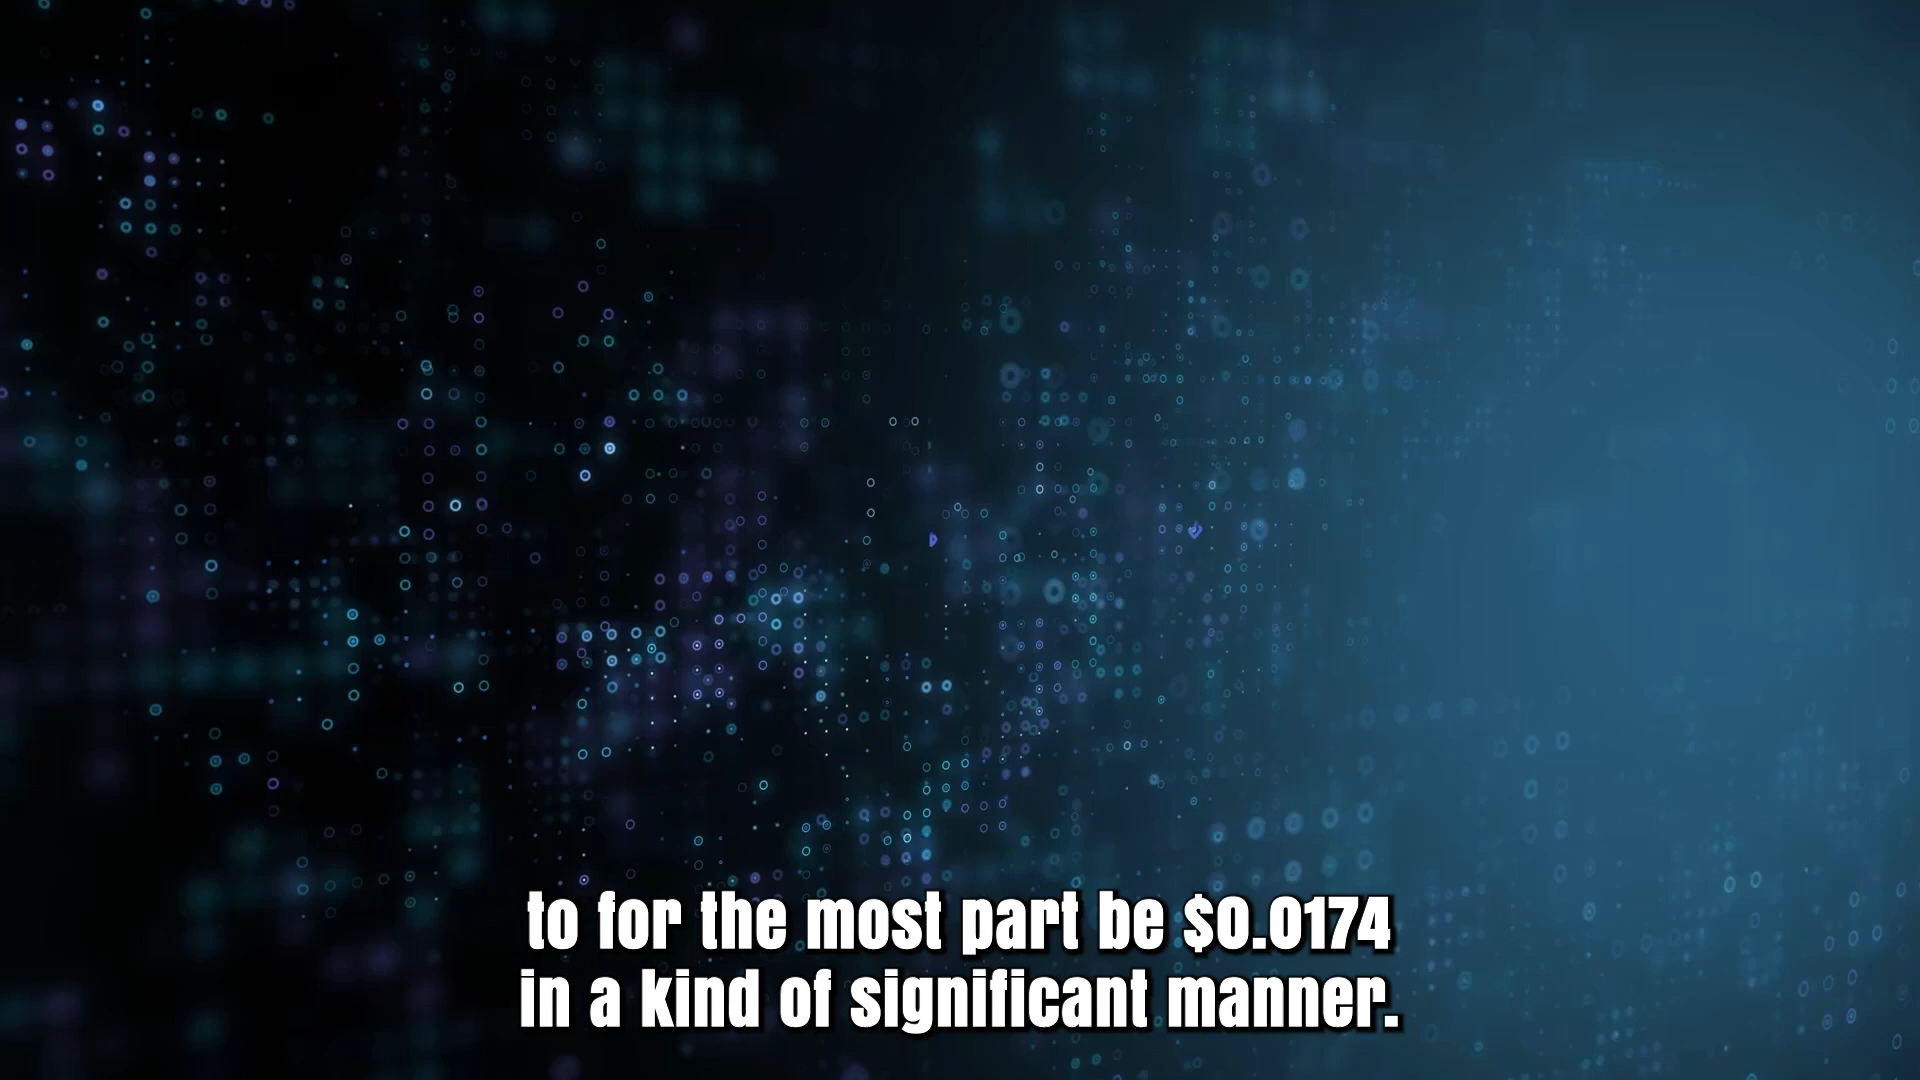 to for the most part be $0.0174
in a kind of significant manner.